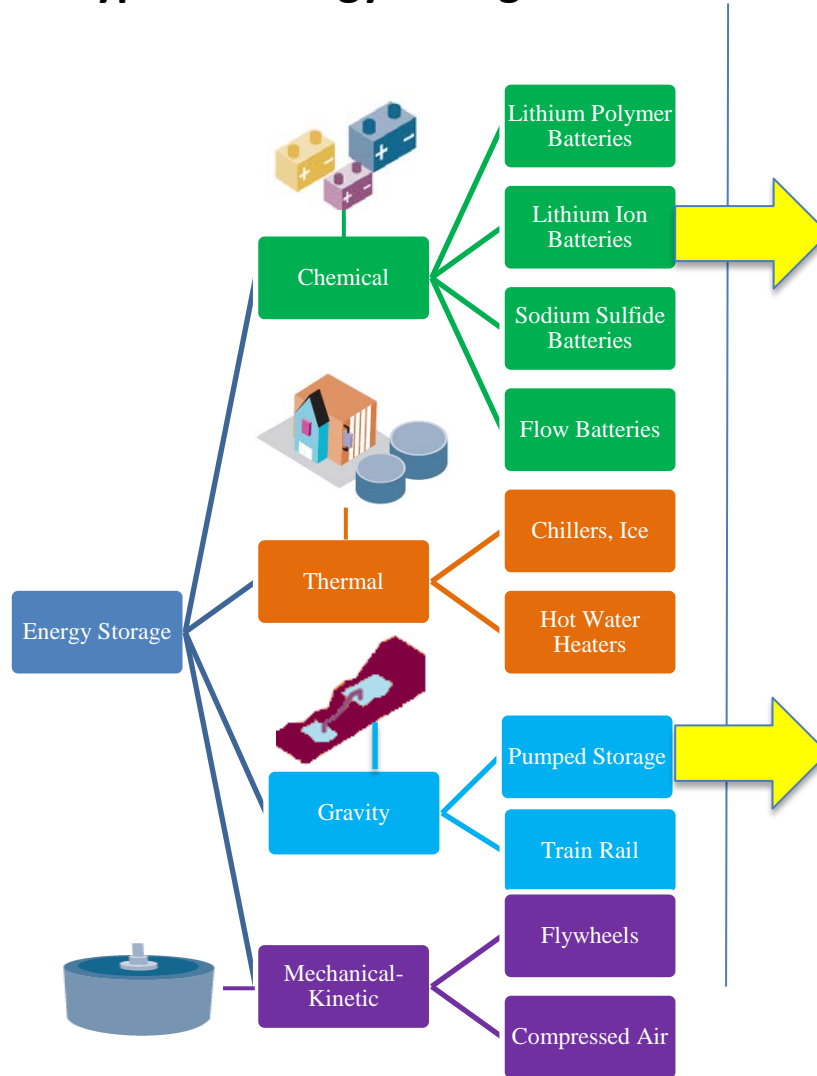 Lithium Polymer
Batteries
Lithium Ion
Batteries
Chemical
Sodium Sulfide
Batteries
Flow Batteries
Chillers, Ice
Thermal
Hot Water
Heaters
Energy Storage
Pumped Storage
Gravity
Train Rail
Flywheels
Mechanical-
Kinetic
Compressed Air